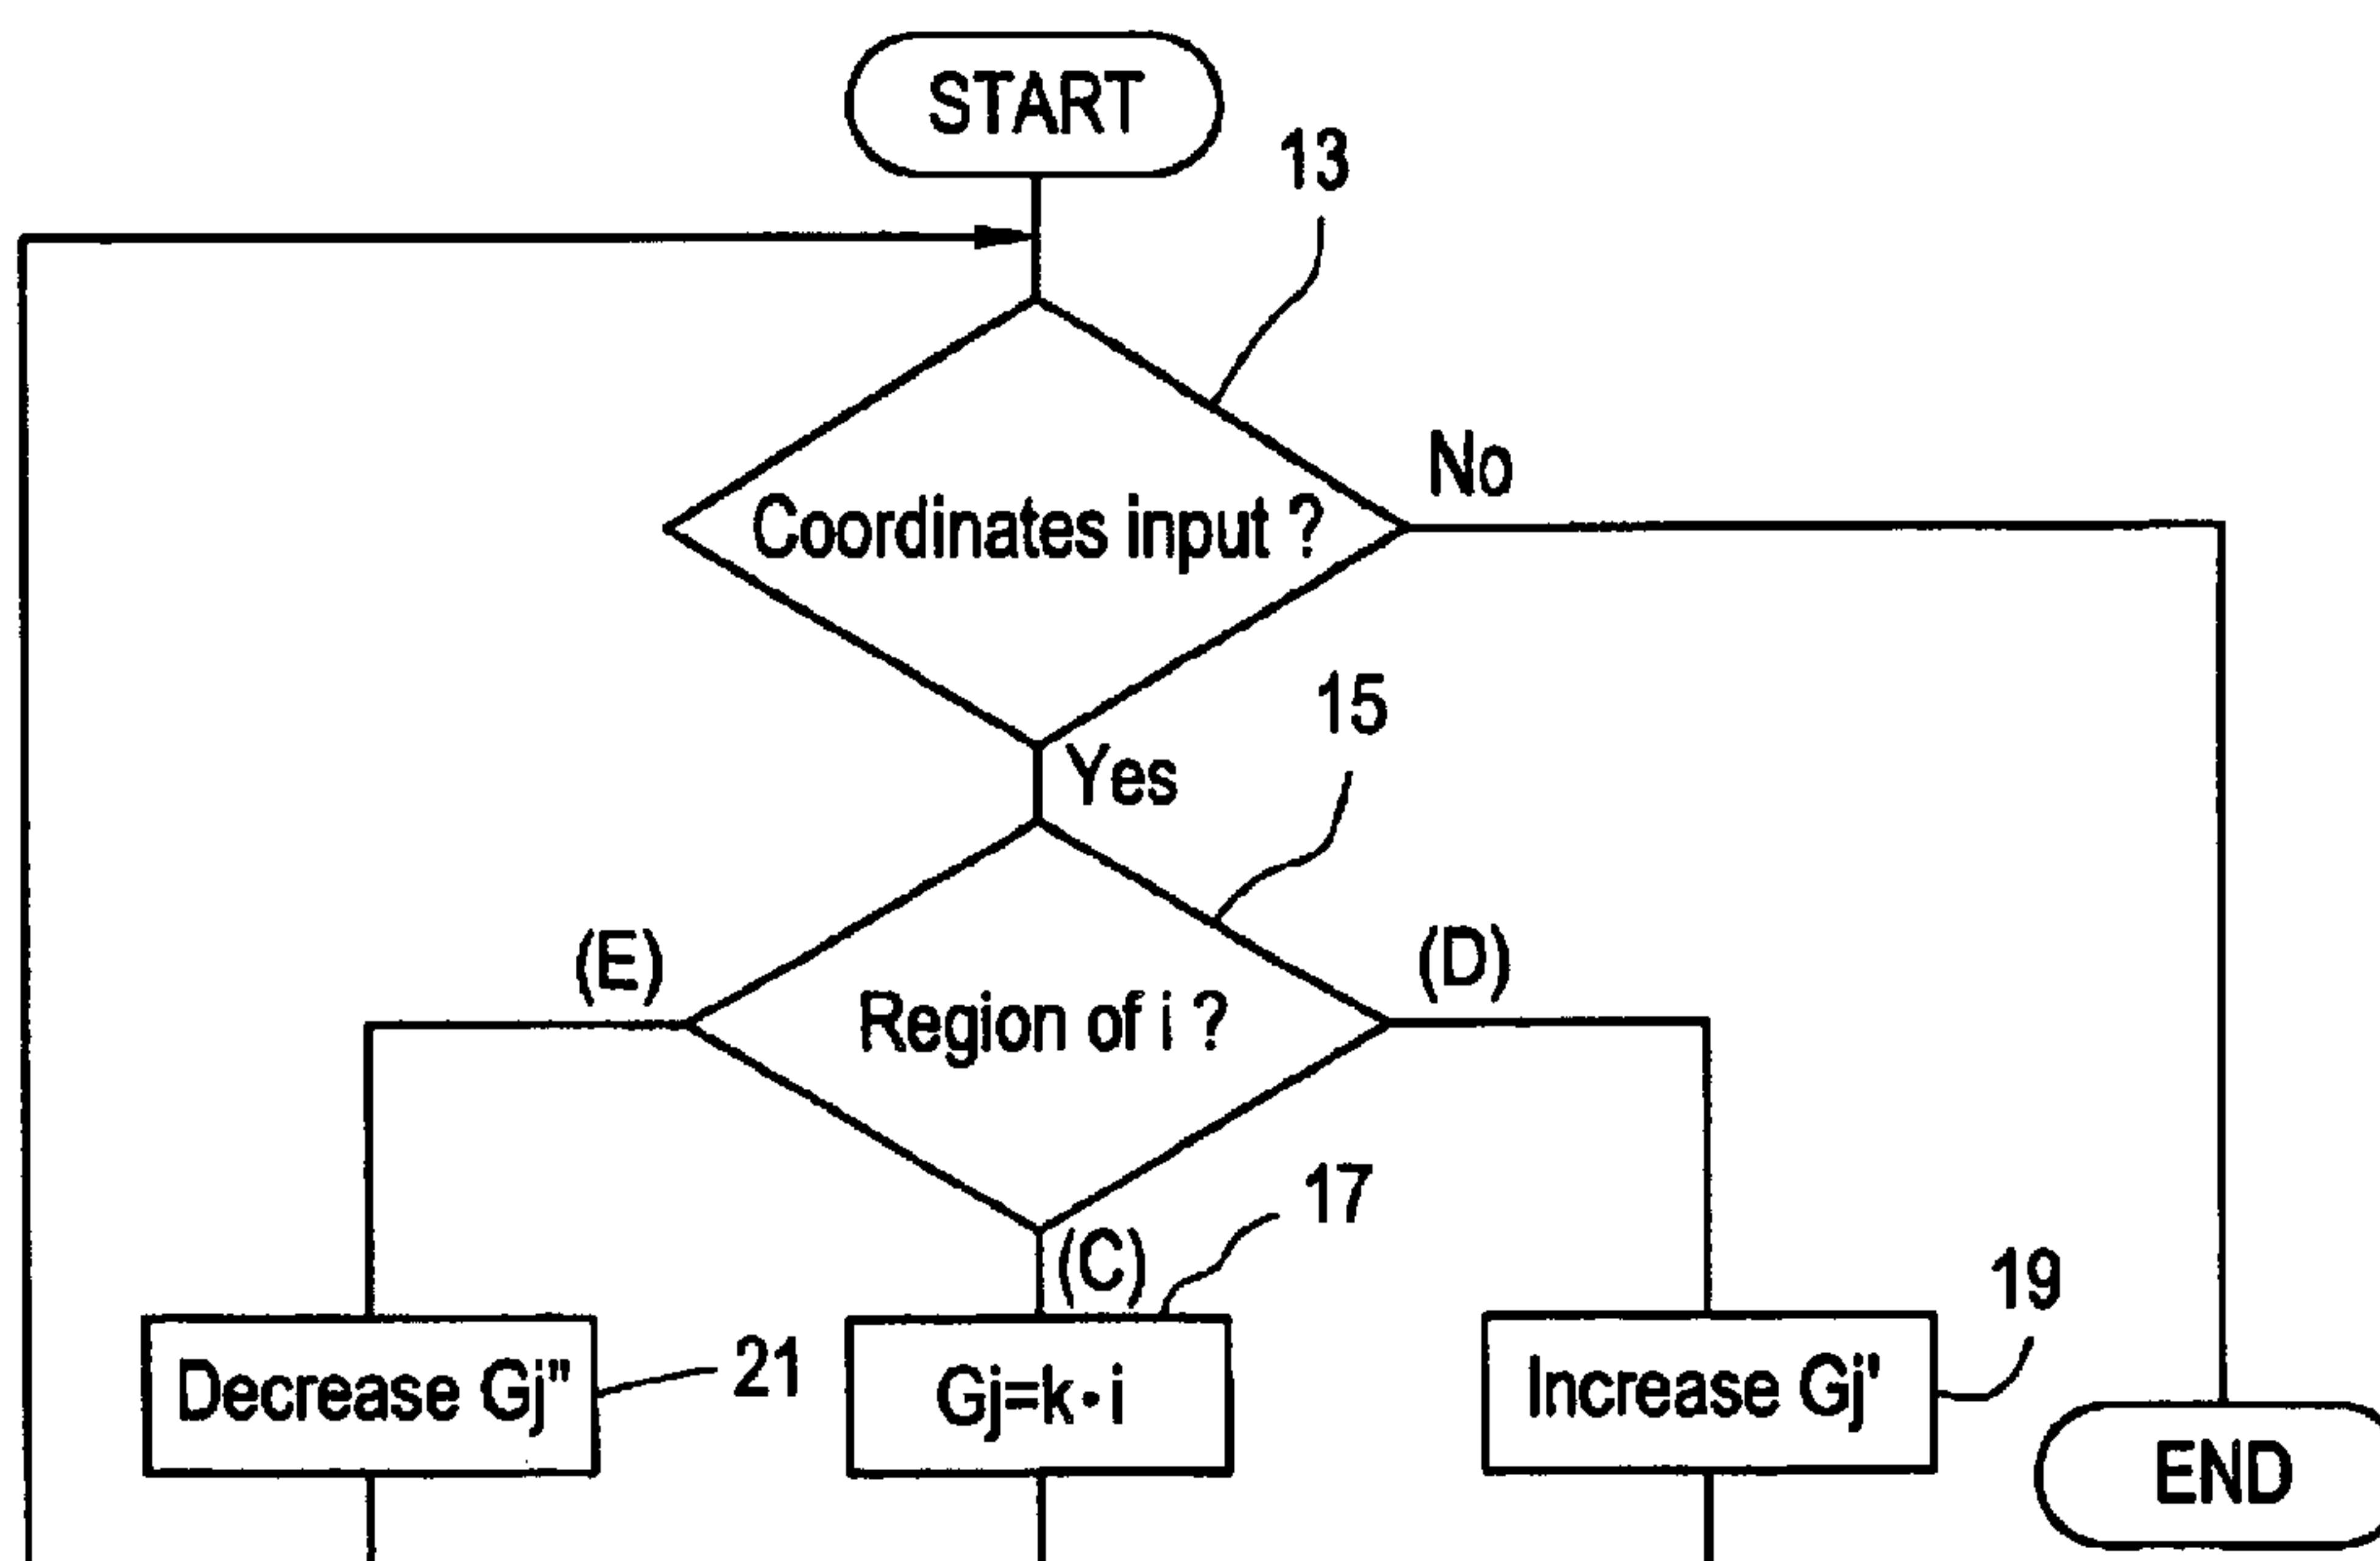 START
13
Coordinates input ?
No
Yes
15
(E)
(D)
Region of i ?
(C)
17
19
Decrease Gj"
21
Gj=k•i
Increase Gj'
END